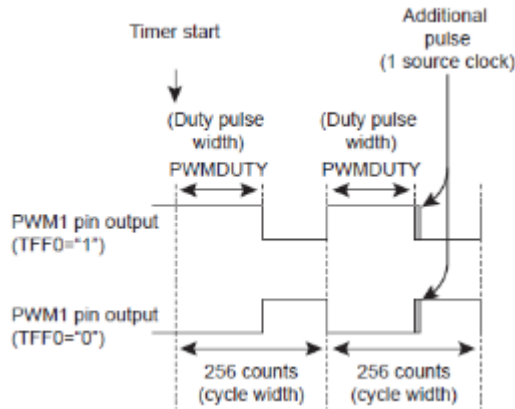 Additional
pulse
(1 source clock)
Timer start
(Duty pulse
width)
PWMDUTY
(Duty pulse
width)
PWMDUTY
PWM1 pin output
(TFF0="1")
PWM1 pin output
(TFF0="0")
256 counts
(cycle width)
256 counts
(cycle width)